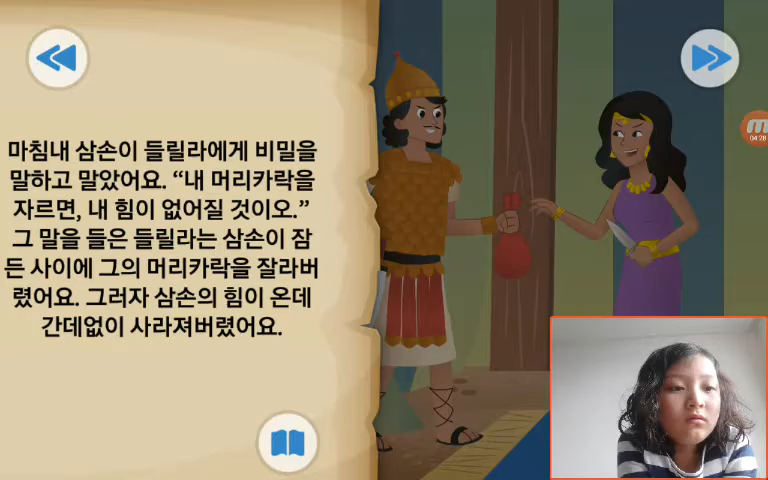 마침내 삼손이 들릴라에게 비밀을
말하고 말았어요. “내 머리카락을
자르면, 내 힘이 없어질 것이오.”
그 말을 들은 들릴라는 삼손이 잠
든 사이에 그의 머리카락을 잘라버
렸어요. 그러자 삼손의 힘이 온데
간데없이 사라져버렸어요.
04:28